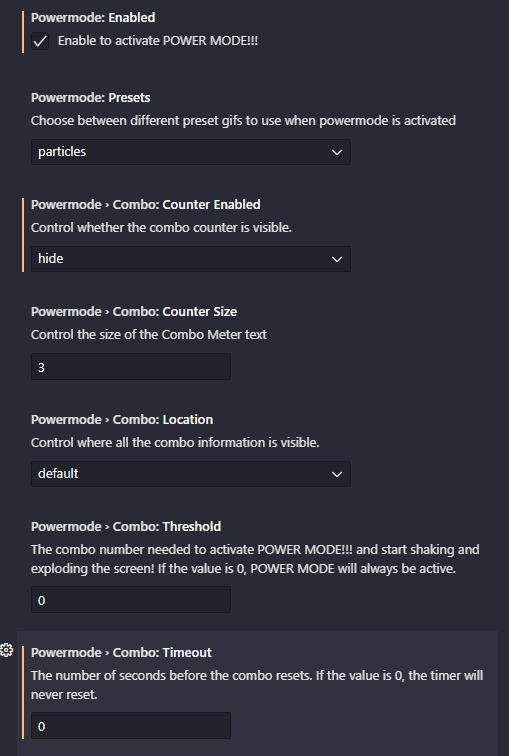 Powermode: Enabled
Enable to activate POWER MODE!!!
Powermode: Presets
Choose between different preset gifs to use when powermode is activated
particles
Powermode › Combo: Counter Enabled
Control whether the combo counter is visible.
hide
Powermode › Combo: Counter Size
Control the size of the Combo Meter text
3
Powermode › Combo: Location
Control where all the combo information is visible.
default
Powermode › Combo: Threshold
The combo number needed to activate POWER MODE!!! and start shaking and
exploding the screen! If the value is 0, POWER MODE will always be active.
0
Powermode › Combo: Timeout
The number of seconds before the combo resets. If the value is 0, the timer will
never reset.
0